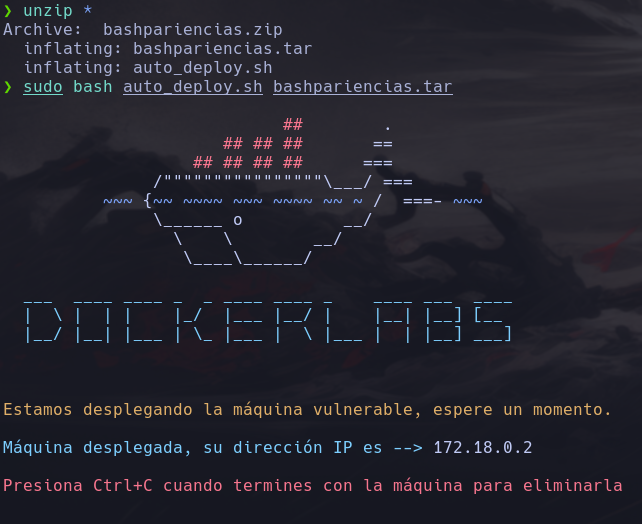 ❯ unzip *
Archive:  bashpariencias.zip
  inflating: bashpariencias.tar
  inflating: auto_deploy.sh
❯ sudo bash auto_deploy.sh bashpariencias.tar
                            ##        .
                      ## ## ##       ==
                   ## ## ## ##      ===
               /""""""""""""""""\___/ ===
          ~~~ {~~ ~~~~ ~~~ ~~~~ ~~ ~ /  ===- ~~~
               \______ o          __/
                 \    \        __/
                  \____\______/
  ___  ____ ____ _  _ ____ ____ _    ____ ___  ____
  |  \ |  | |    |_/  |___ |__/ |    |__| |__] [__
  |__/ |__| |___ | \_ |___ |  \ |___ |  | |__] ___]
Estamos desplegando la máquina vulnerable, espere un momento.
Máquina desplegada, su dirección IP es --> 172.18.0.2
Presiona Ctrl+C cuando termines con la máquina para eliminarla